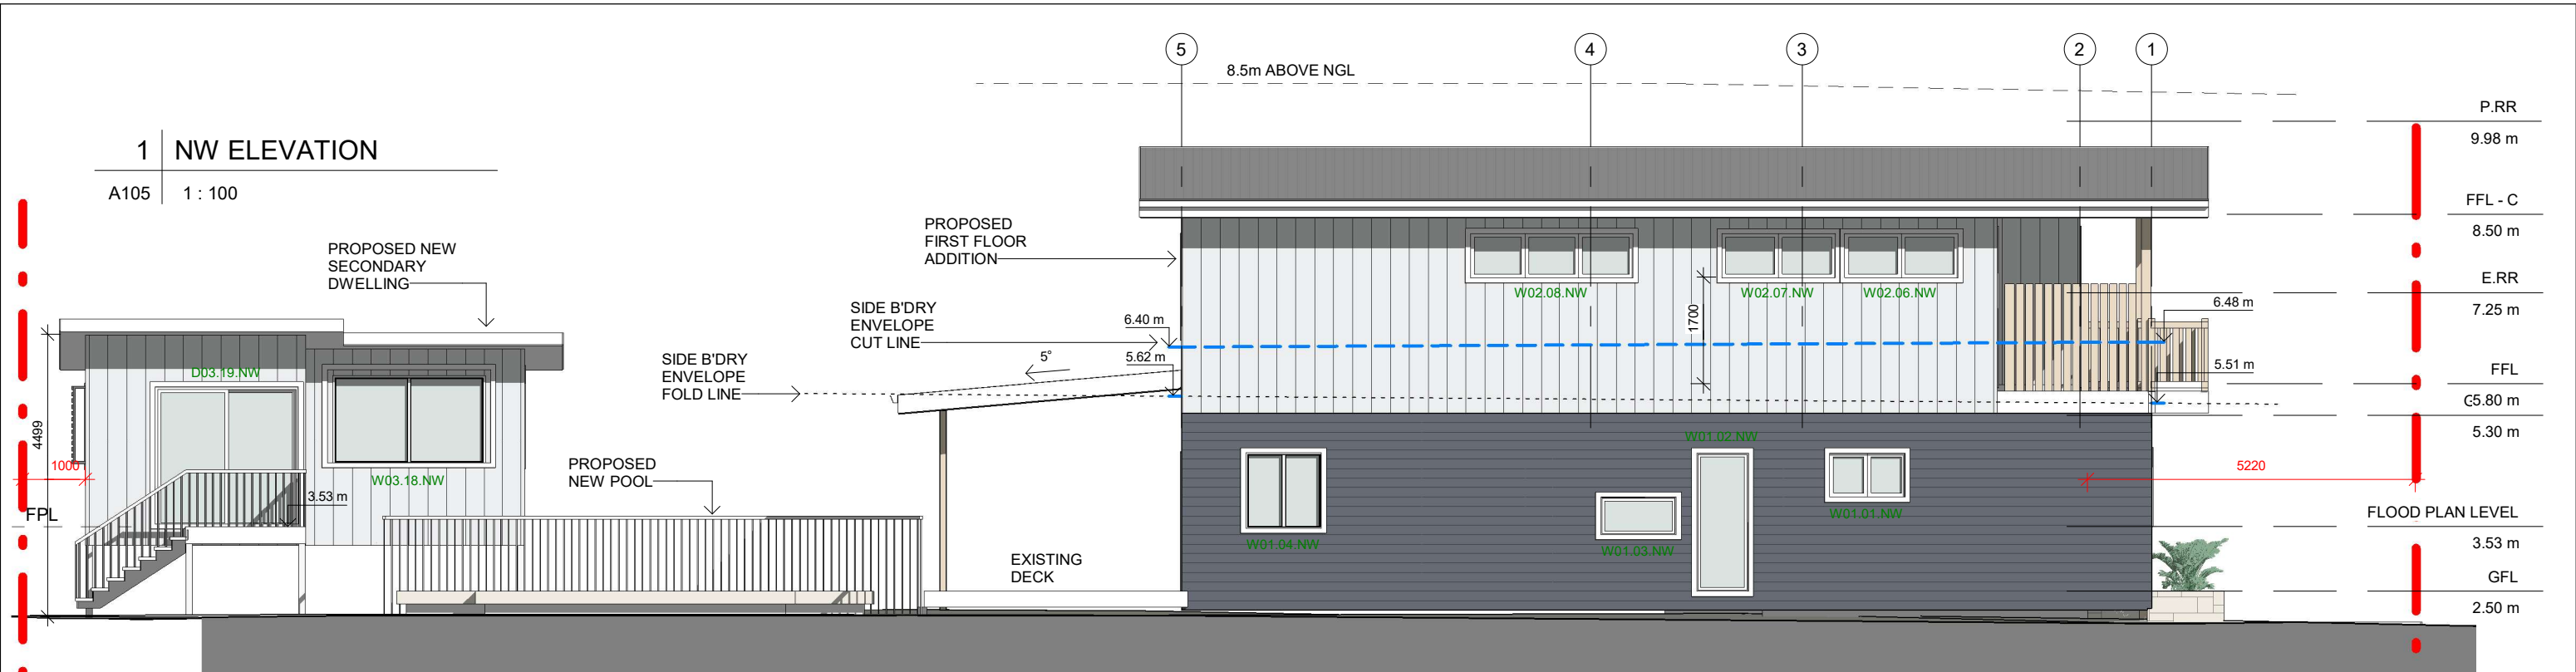 5
4
3
2
1
8.5m ABOVE NGL
1
NW ELEVATION
A105
1 : 100
P.RR
9.98 m
FFL - C
8.50 m
E.RR
7.25 m
FFL
5.80 m
5.30 m
FLOOD PLAN LEVEL
3.53 m
GFL
2.50 m
PROPOSED NEW
SECONDARY
DWELLING
PROPOSED
FIRST FLOOR
ADDITION
SIDE B'DRY
ENVELOPE
CUT LINE
SIDE B'DRY
ENVELOPE
FOLD LINE
6.40 m
5.62 m
5°
W02.08.NW
W02.07.NW
W02.06.NW
1700
6.48 m
5.51 m
5220
D03.19.NW
W03.18.NW
4499
1000
3.53 m
FPL
PROPOSED
NEW POOL
EXISTING
DECK
W01.04.NW
W01.03.NW
W01.02.NW
W01.01.NW